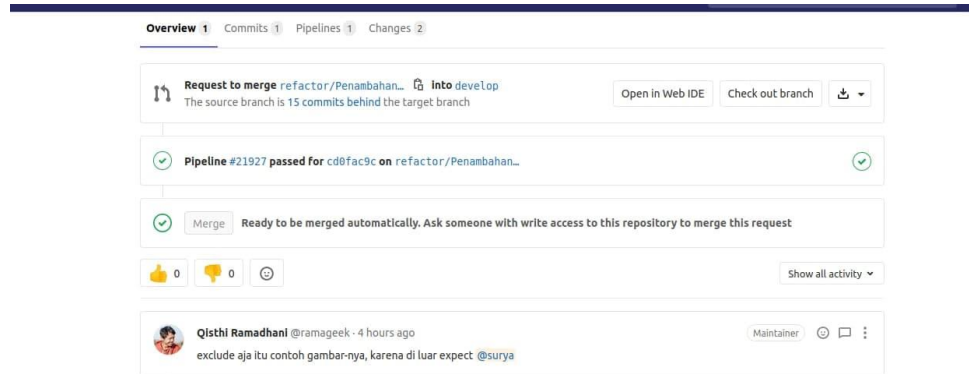 Overview 1 Commits 1 Pipelines 1 Changes 2
Request to merge refactor/Penambahan… into develop
Open in Web IDE Check out branch
The source branch is 15 commits behind the target branch
Pipeline #21927 passed for cd0fac9c on refactor/Penambahan…
Merge Ready to be merged automatically. Ask someone with write access to this repository to merge this request
0 0 Show all activity
Qisthi Ramadhani @ramageek · 4 hours ago Maintainer
exclude aja itu contoh gambar-nya, karena di luar expect @surya